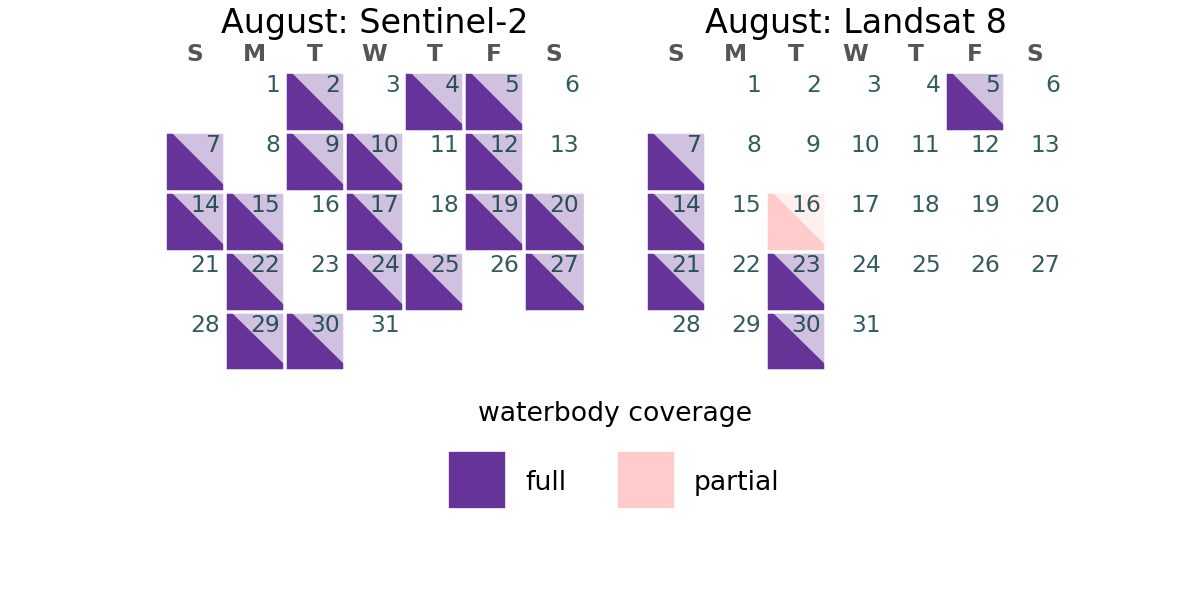 August: Sentinel-2
S M T W T F S
1 2 3 4 5 6
7 8 9 10 11 12 13
14 15 16 17 18 19 20
21 22 23 24 25 26 27
28 29 30 31
August: Landsat 8
S M T W T F S
1 2 3 4 5 6
7 8 9 10 11 12 13
14 15 16 17 18 19 20
21 22 23 24 25 26 27
28 29 30 31
waterbody coverage
full partial